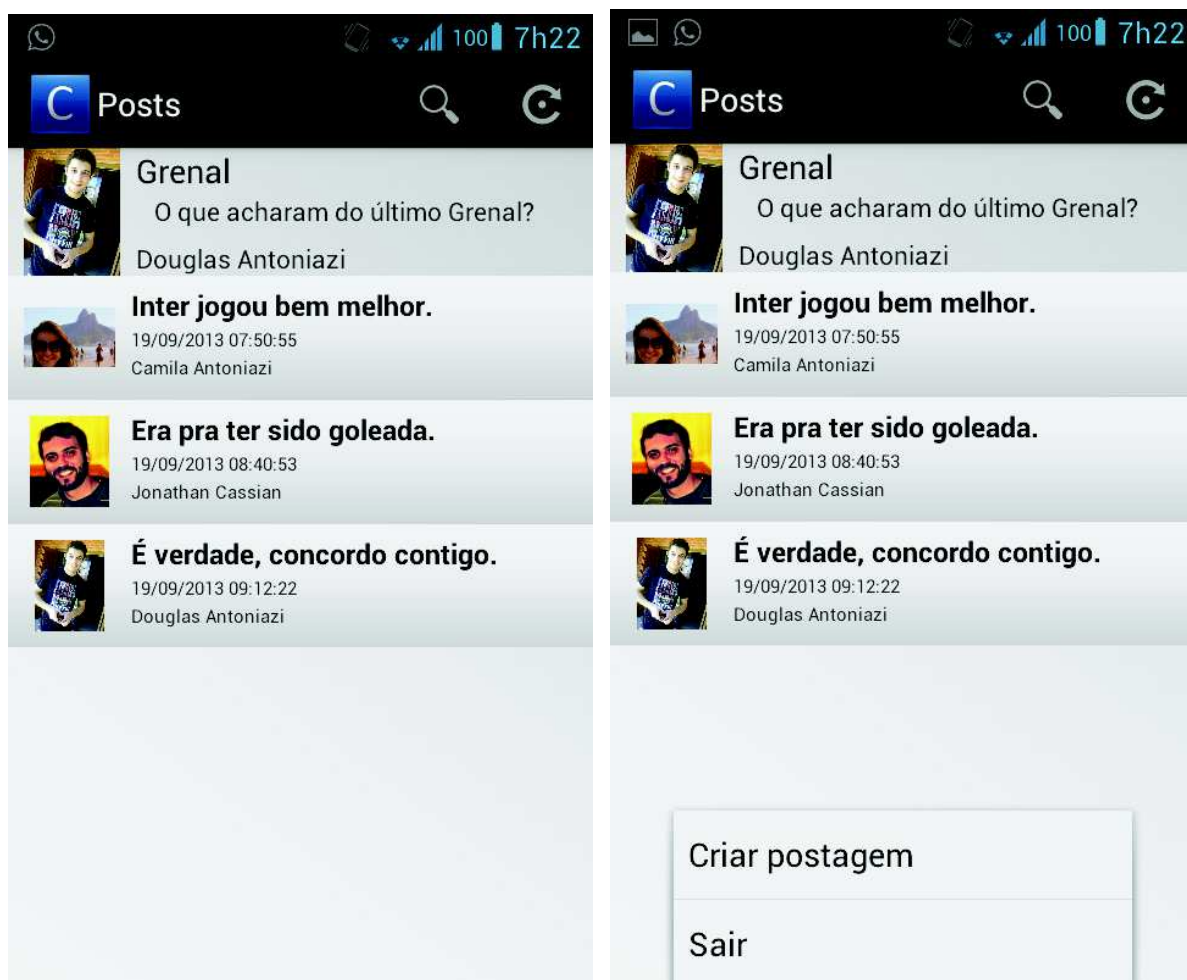 100 7h22
C Posts
Grenal
O que acharam do último Grenal?
Douglas Antoniazi
Inter jogou bem melhor.
19/09/2013 07:50:55
Camila Antoniazi
Era pra ter sido goleada.
19/09/2013 08:40:53
Jonathan Cassian
É verdade, concordo contigo.
19/09/2013 09:12:22
Douglas Antoniazi
100 7h22
C Posts
Grenal
O que acharam do último Grenal?
Douglas Antoniazi
Inter jogou bem melhor.
19/09/2013 07:50:55
Camila Antoniazi
Era pra ter sido goleada.
19/09/2013 08:40:53
Jonathan Cassian
É verdade, concordo contigo.
19/09/2013 09:12:22
Douglas Antoniazi
Criar postagem
Sair